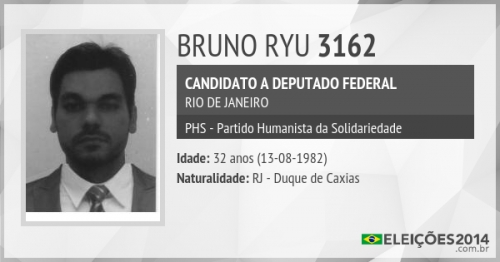 BRUNO RYU 3162
CANDIDATO A DEPUTADO FEDERAL
RIO DE JANEIRO
PHS - Partido Humanista da Solidariedade
Idade: 32 anos (13-08-1982)
Naturalidade: RJ - Duque de Caxias
ELEIÇÕES2014
.com.br